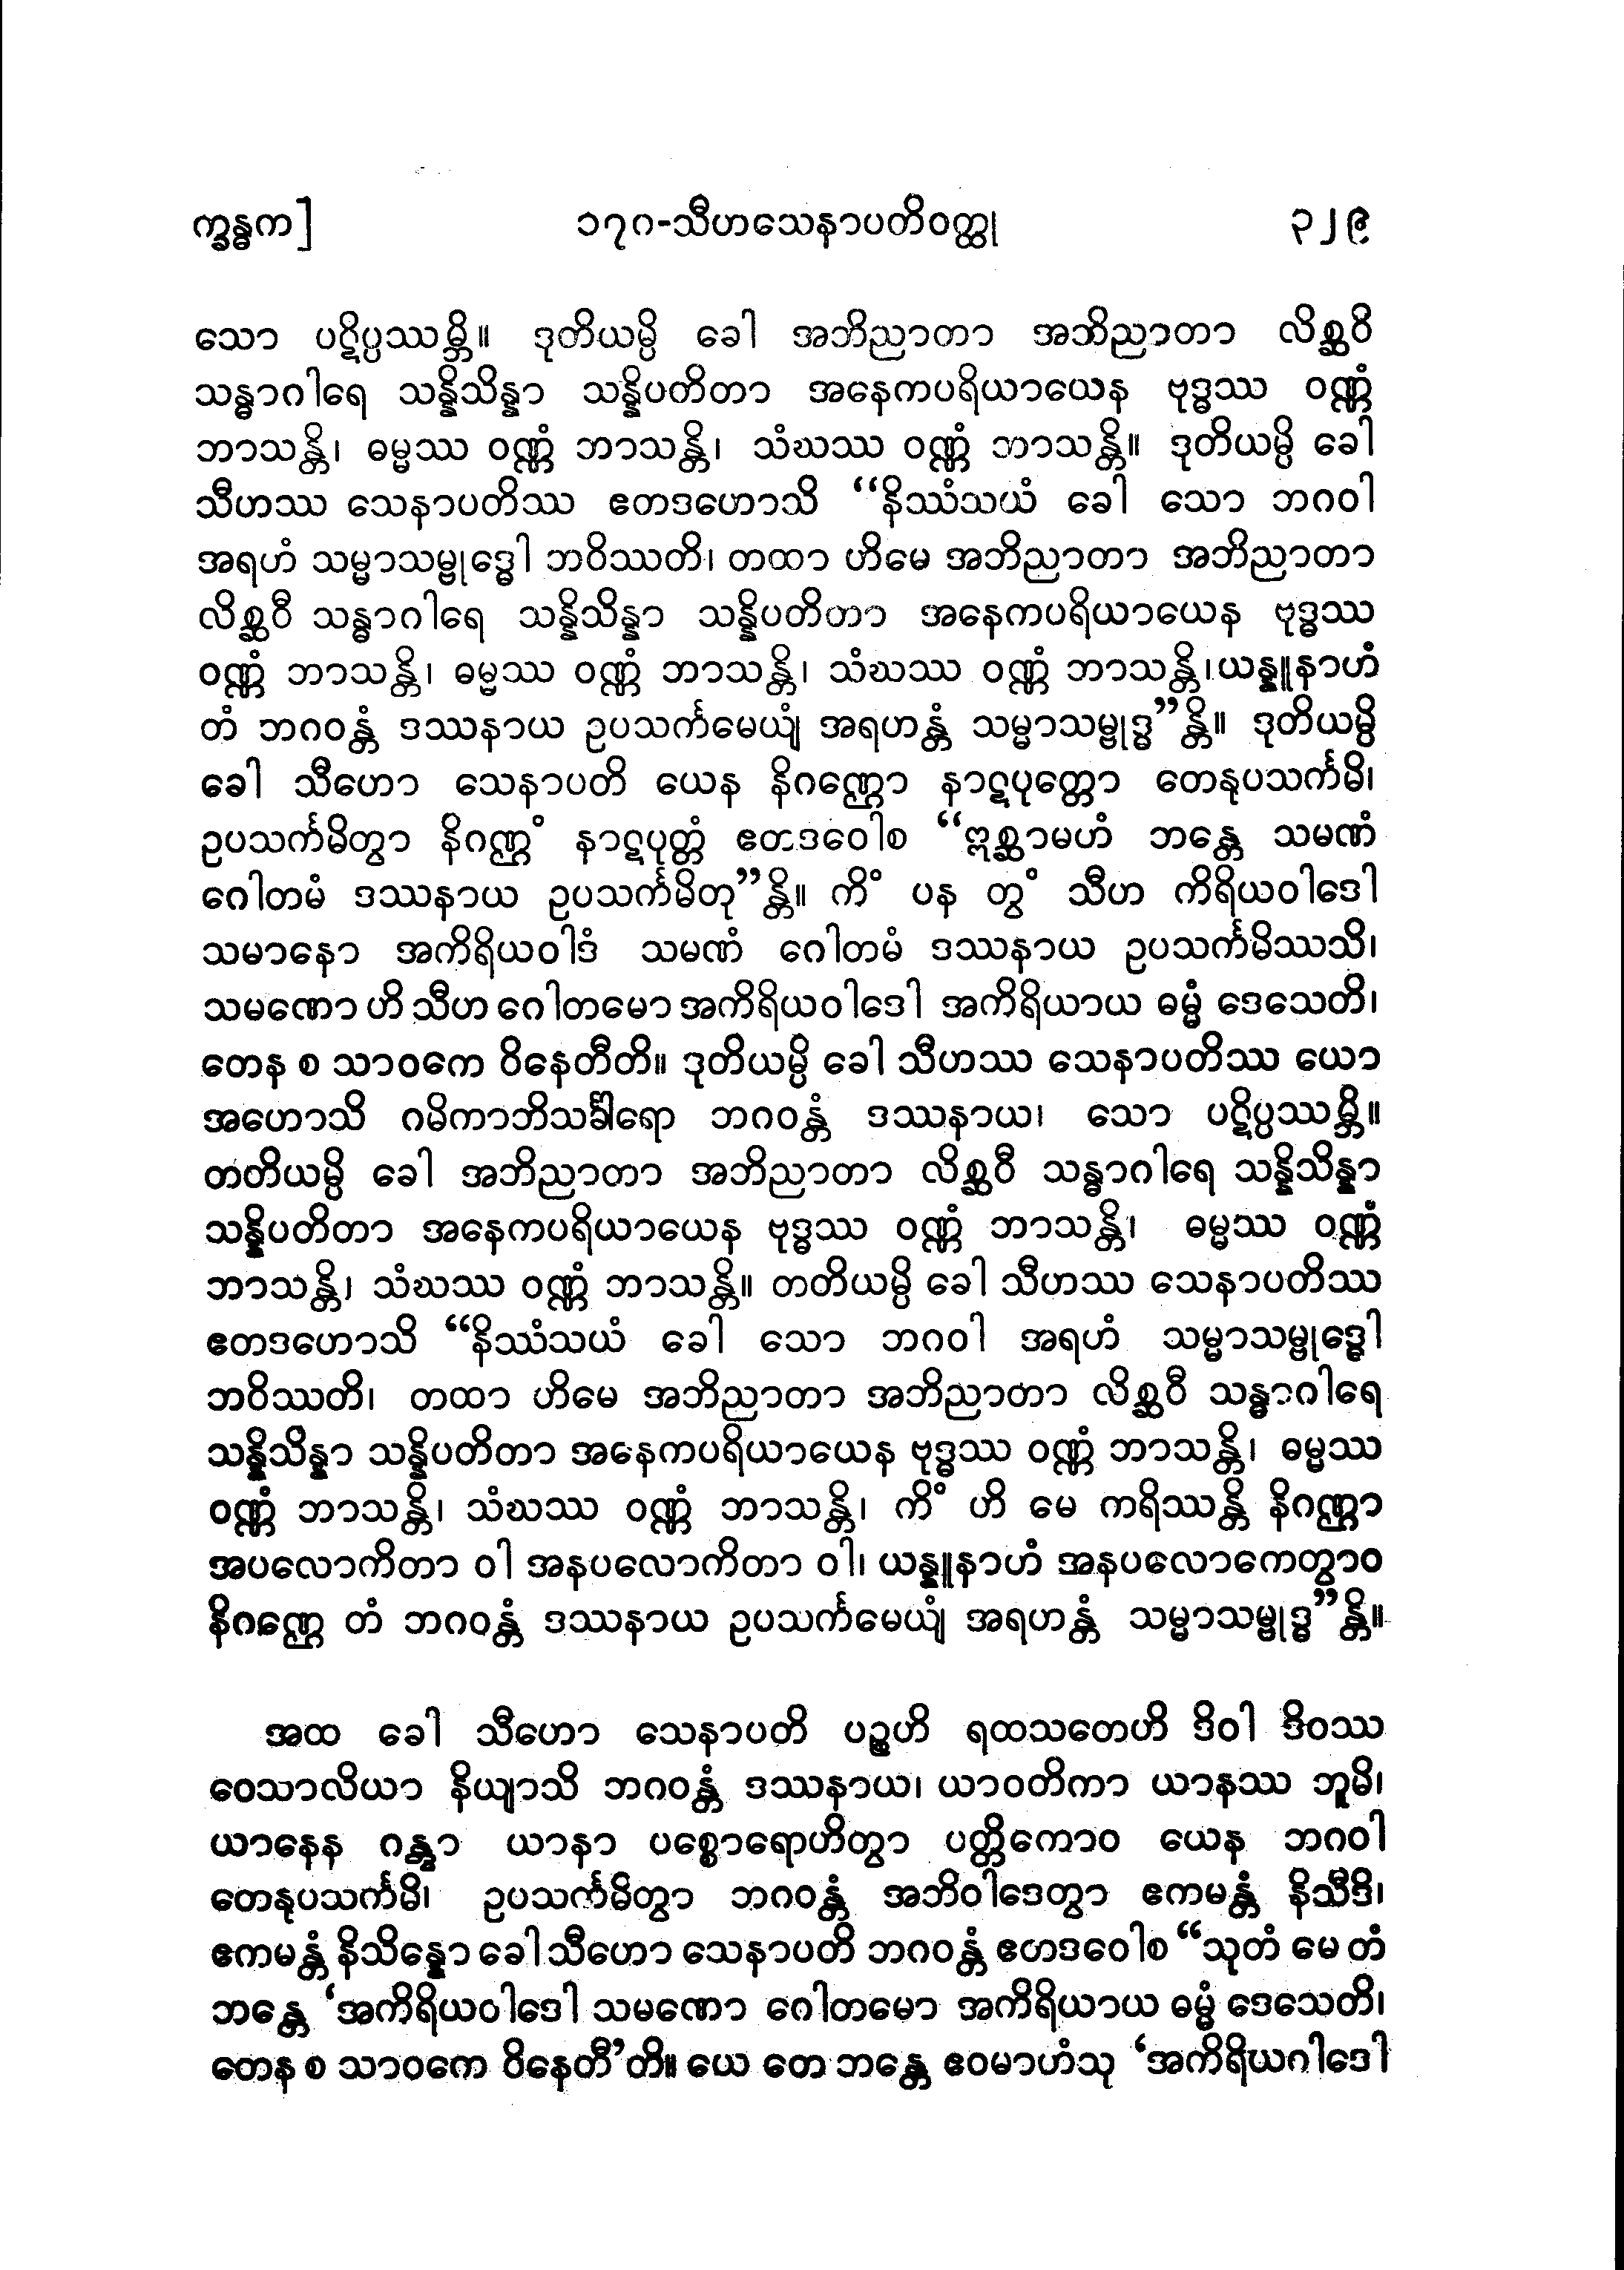 က္ခန္ဓက]
၁၇၈-သီဟသေနာပတိဝတ္ထု
၃၂၉
သော ပဋိပ္ပဿမ္ဘိ။ ဒုတိယမ္ပိ ခေါ အဘိညာတာ အဘိညာတာ လိစ္ဆဝိ
သန္ဓာဂါရေ သန္နိသိန္နာ သန္နိပတိတာ အနေကပရိယာယေန ဗုဒ္ဓဿ ဝဏ္ဏံ
ဘာသန္တိ၊ ဓမ္မဿ ဝဏ္ဏံ ဘာသန္တိ၊ သံဃဿ ဝဏ္ဏံ ဘာသန္တိ။ ဒုတိယမ္ပိ ခေါ
သီဟဿ သေနာပတိဿ ဧတဒဟောသိ “နိဿံသယံ ခေါ သော ဘဂဝါ
အရဟံ သမ္မာသမ္ဗုဒ္ဓေါ ဘဝိဿတိ၊ တထာ ဟိမေ အဘိညာတာ အဘိညာတာ
လိစ္ဆဝီ သန္ဓာဂါရေ သန္နိသိန္နာ သန္နိပတိတာ အနေကပရိယာယေန ဗုဒ္ဓဿ
ဝဏ္ဏံ ဘာသန္တိ၊ ဓမ္မဿ ဝဏ္ဏံ ဘာသန္တိ၊ သံဃဿ ဝဏ္ဏံ ဘာသန္တိ၊ယန္နူနာဟံ
တံ ဘဂဝန္တံ ဒဿနာယ ဥပသင်္ကမေယျံ အရဟန္တံ သမ္မာသမ္ဗုဒ္ဓ”န္တိ။ ဒုတိယမ္ပိ
ခေါ သီဟော သေနာပတိ ယေန နိဂဏ္ဌော နာဋပုတ္တော တေနုပသင်္ကမိ၊
ဥပသင်္ကမိတွာ နိဂဏ္ဌံ နာဋပုတ္တံ ဧတဒဝေါစ “ဣစ္ဆာမဟံ ဘန္တေ သမဏံ
ဂေါတမံ ဒဿနာယ ဥပသင်္ကမိတု”န္တိ။ ကိံ ပန တွံ သီဟ ကိရိယဝါဒေါ
သမာနော အကိရိယဝါဒံ သမဏံ ဂေါတမံ ဒဿနာယ ဥပသင်္ကမိဿသိ၊
သမဏော ဟိ သီဟ ဂေါတမော အကိရိယဝါဒေါ အကိရိယာယ ဓမ္မံ ဒေသေတိ၊
တေန စ သာဝကေ ဝိနေတီတိ။ ဒုတိယမ္ပိ ခေါ သီဟဿ သေနာပတိဿ ယော
အဟောသိ ဂမိကာဘိသင်္ခါရော ဘဂဝန္တံ ဒဿနာယ၊ သော ပဋိပ္ပဿမ္ဘိ။
တတိယမ္ပိ ခေါ အဘိညာတာ အဘိညာတာ လိစ္ဆဝီ သန္ဓာဂါရေ သန္နိသိန္နာ
သန္နိပတိတာ အနေကပရိယာယေန ဗုဒ္ဓဿ ဝဏ္ဏံ ဘာသန္တိ၊ ဓမ္မဿ ဝဏ္ဏံ
ဘာသန္တိ၊ သံဃဿ ဝဏ္ဏံ ဘာသန္တိ။ တတိယမ္ပိ ခေါ သီဟဿ သေနာပတိဿ
ဧတဒဟောသိ “နိဿံသယံ ခေါ သော ဘဂဝါ အရဟံ သမ္မာသမ္ဗုဒ္ဓေါ
ဘဝိဿတိ၊ တထာ ဟိမေ အဘိညာတာ အဘိညာတာ လိစ္ဆဝီ သန္ဓာဂါရေ
သန္နိသိန္နာ သန္နိပတိတာ အနေကပရိယာယေန ဗုဒ္ဓဿ ဝဏ္ဏံ ဘာသန္တိ၊ ဓမ္မဿ
ဝဏ္ဏံ ဘာသန္တိ၊ သံဃဿ ဝဏ္ဏံ ဘာသန္တိ၊ ကိံ ဟိ မေ ကရိဿန္တိ နိဂဏ္ဌာ
အပလောကိတာ ဝါ အနပလောကိတာ ဝါ၊ ယန္နူနာဟံ အနပလောကေတွာဝ
နိဂဏ္ဌေ တံ ဘဂဝန္တံ ဒဿနာယ ဥပသင်္ကမေယျံ အရဟန္တံ သမ္မာသမ္ဗုဒ္ဓ”န္တိ။
အထ ခေါ သီဟော သေနာပတိ ပဉ္စဟိ ရထသတေဟိ ဒိဝါ ဒိဝဿ
ဝေသာလိယာ နိယျာသိ ဘဂဝန္တံ ဒဿနာယ၊ ယာဝတိကာ ယာနဿ ဘူမိ၊
ယာနေန ဂန္တွာ ယာနာ ပစ္စောရောဟိတွာ ပတ္တိကောဝ ယေန ဘဂဝါ
တေနုပသင်္ကမိ၊ ဥပသင်္ကမိတွာ ဘဂဝန္တံ အဘိဝါဒေတွာ ဧကမန္တံ နိသီဒိ၊
ဧကမန္တံ နိသိန္နော ခေါ သီဟော သေနာပတိ ဘဂဝန္တံ ဧတဒဝေါစ “သုတံ မေ တံ
ဘန္တေ ‘အကိရိယဝါဒေါ သမဏော ဂေါတမော အကိရိယာယ ဓမ္မံ ဒေသေတိ၊
တေန စ သာဝကေ ဝိနေတီ’တိ။ ယေ တေ ဘန္တေ ဧဝမာဟံသု ‘အကိရိယဂါဒေါ